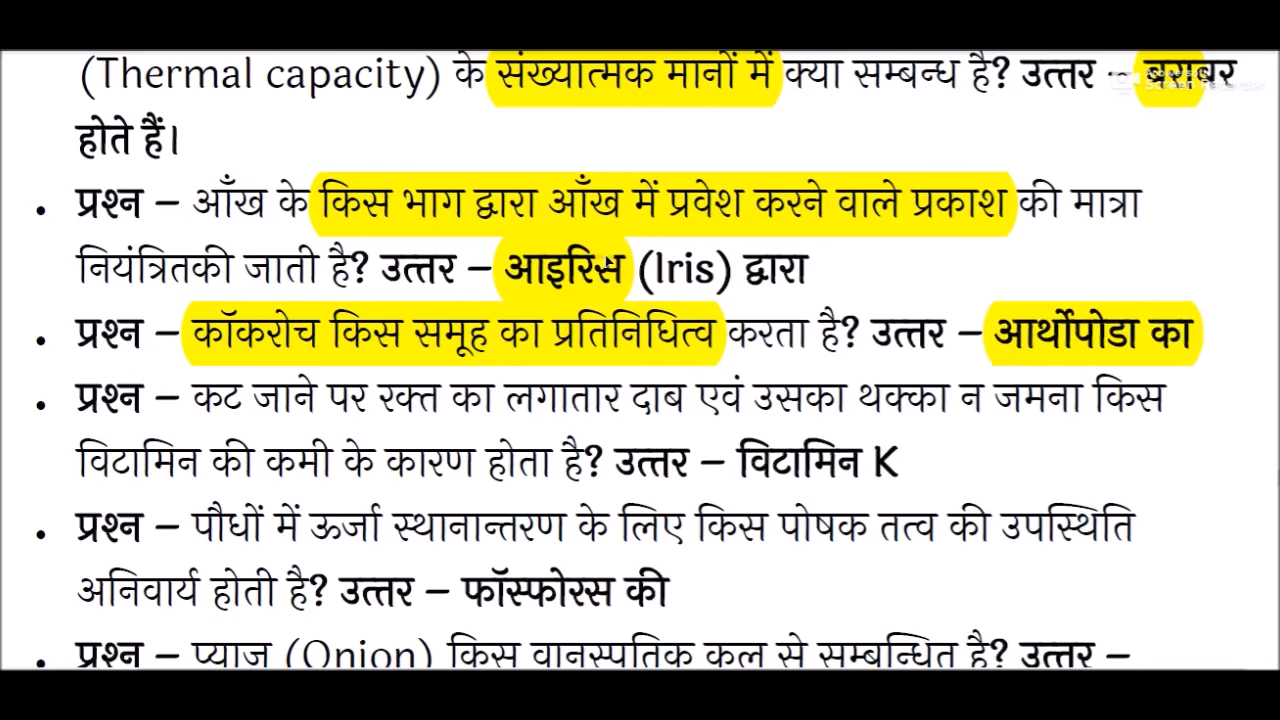 (Thermal capacity) के संख्यात्मक मानों में क्या सम्बन्ध है? उत्तर – बराबर
होते हैं।
• प्रश्न – आँख के किस भाग द्वारा आँख में प्रवेश करने वाले प्रकाश की मात्रा
नियंत्रितकी जाती है? उत्तर – आइरिस (Iris) द्वारा
• प्रश्न – कॉकरोच किस समूह का प्रतिनिधित्व करता है? उत्तर – आर्थोपोडा का
• प्रश्न – कट जाने पर रक्त का लगातार दाब एवं उसका थक्का न जमना किस
विटामिन की कमी के कारण होता है? उत्तर – विटामिन K
• प्रश्न – पौधों में ऊर्जा स्थानान्तरण के लिए किस पोषक तत्व की उपस्थिति
अनिवार्य होती है? उत्तर – फॉस्फोरस की
• प्रश्न – प्याज (Onion) किस वानस्पतिक कुल से सम्बन्धित है? उत्तर –